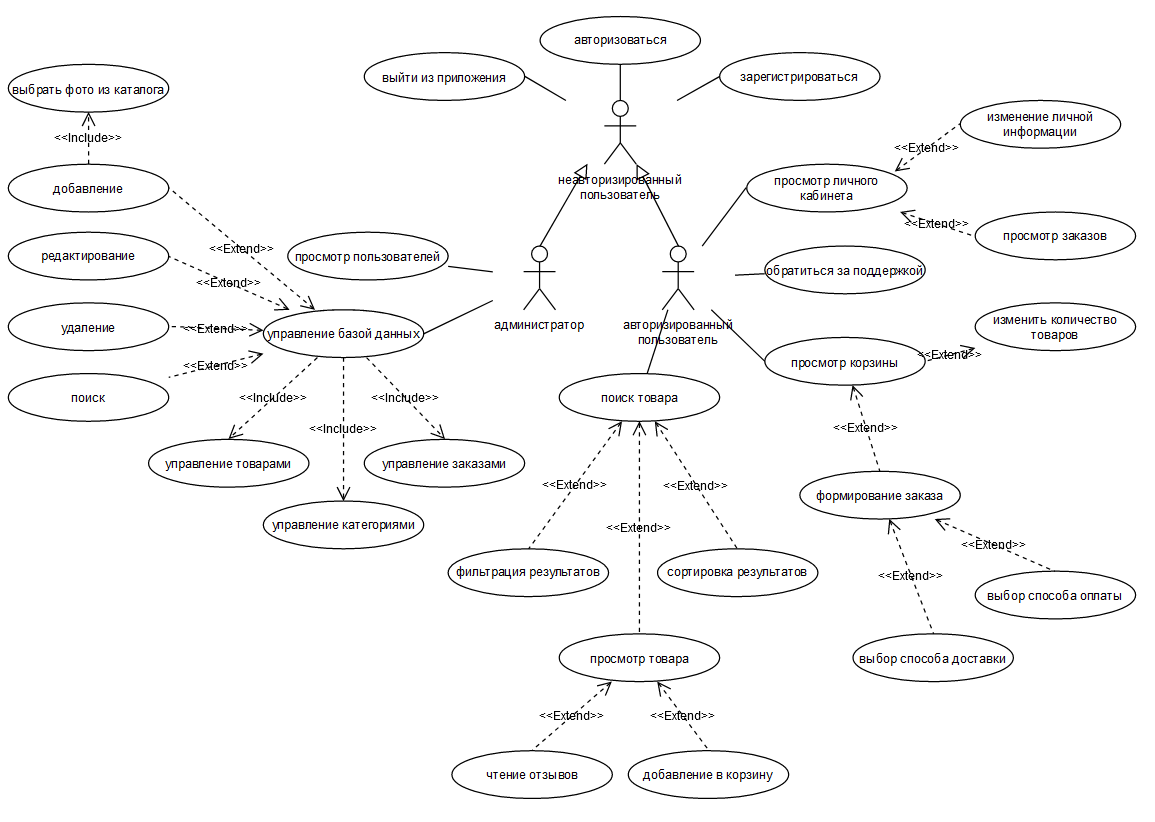 авторизоваться
выйти из приложения
зарегистрироваться
выбрать фото из каталога
<<Include>>
изменение личной
информации
<<Extend>>
добавление
неавторизированный
пользователь
просмотр личного
кабинета
<<Extend>>
просмотр заказов
<<Extend>>
редактирование
просмотр пользователей
обратиться за поддержкой
<<Extend>>
администратор
авторизированный
пользователь
изменить количество
товаров
удаление
<<Extend>>
управление базой данных
просмотр корзины
<<Extend>>
<<Extend>>
поиск
<<Include>>
<<Include>>
поиск товара
<<Include>>
<<Extend>>
управление товарами
управление заказами
<<Extend>>
<<Extend>>
формирование заказа
управление категориями
<<Extend>>
<<Extend>>
фильтрация результатов
сортировка результатов
<<Extend>>
выбор способа оплаты
просмотр товара
выбор способа доставки
<<Extend>>
<<Extend>>
чтение отзывов
добавление в корзину